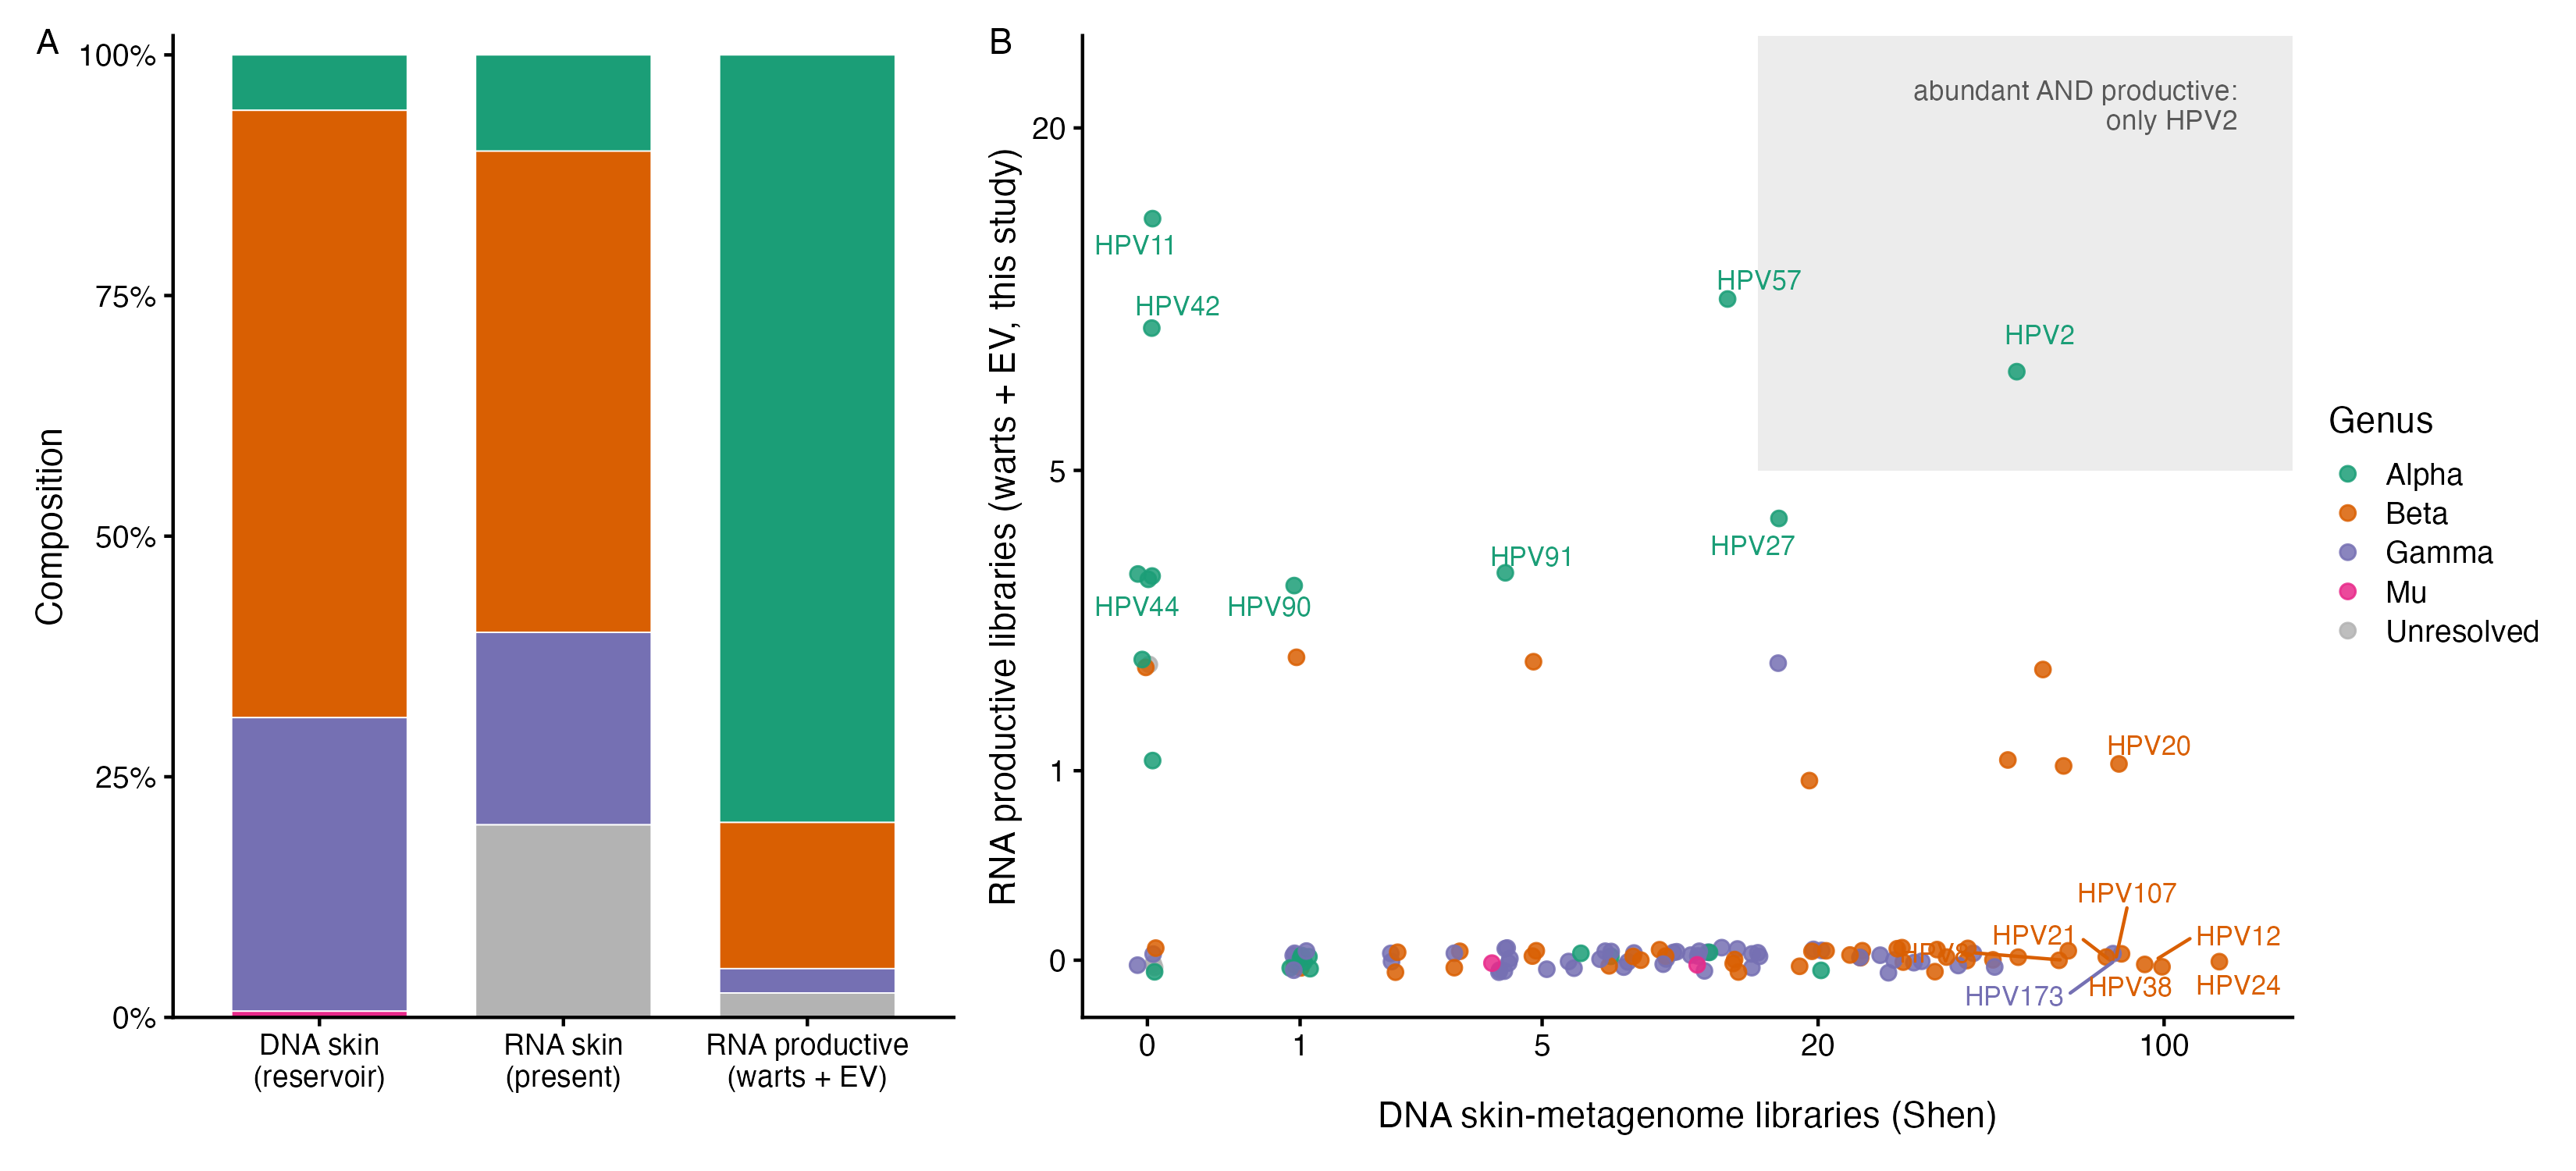 A
100%
75%
50%
25%
0%
Composition
DNA skin
(reservoir)
RNA skin
(present)
RNA productive
(warts + EV)
B
RNA productive libraries (warts + EV, this study)
20
5
1
0
abundant AND productive:
only HPV2
HPV11
HPV42
HPV57
HPV2
HPV27
HPV91
HPV44
HPV90
HPV20
HPV107
HPV21
HPV12
HPV173
HPV38
HPV24
0
1
5
20
100
DNA skin-metagenome libraries (Shen)
Genus
Alpha
Beta
Gamma
Mu
Unresolved